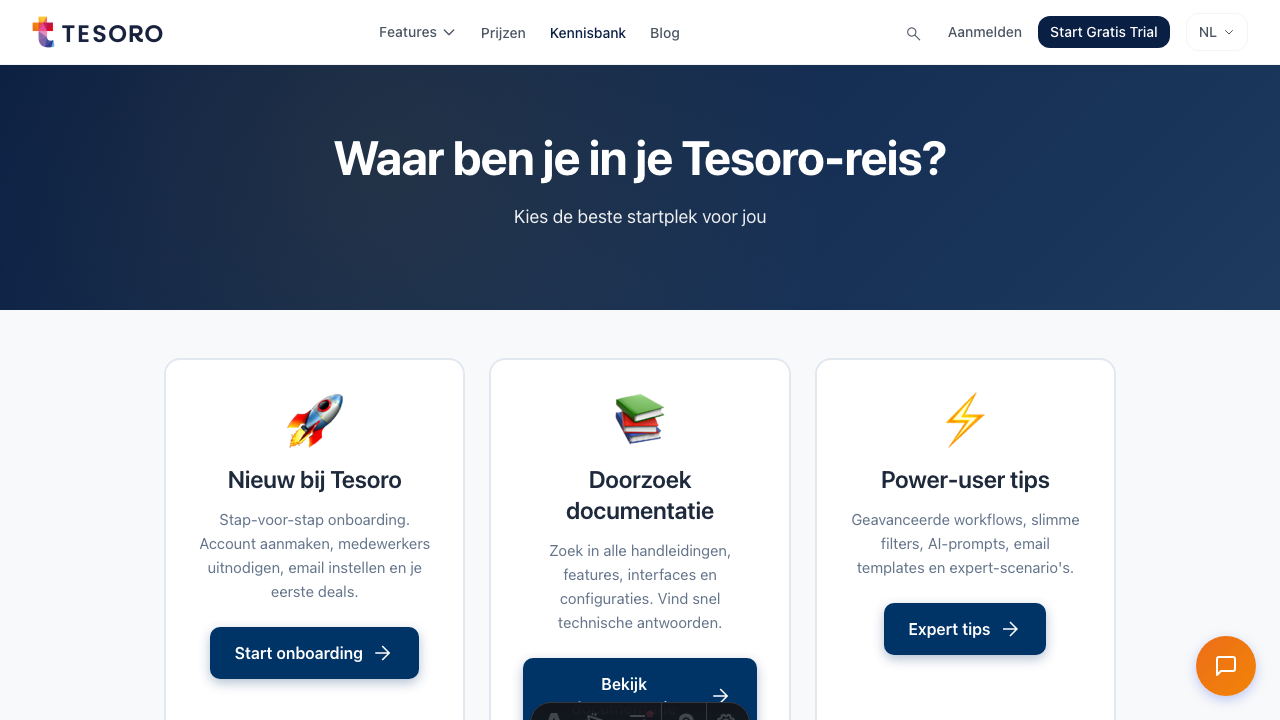 TESORO
Features
Prijzen
Kennisbank
Blog
Aanmelden
Start Gratis Trial
NL
Waar ben je in je Tesoro-reis?
Kies de beste startplek voor jou
Nieuw bij Tesoro
Stap-voor-stap onboarding.
Account aanmaken, medewerkers
uitnodigen, email instellen en je
eerste deals.
Start onboarding
Doorzoek
documentatie
Zoek in alle handleidingen,
features, interfaces en
configuraties. Vind snel
technische antwoorden.
Bekijk
Power-user tips
Geavanceerde workflows, slimme
filters, AI-prompts, email
templates en expert-scenario's.
Expert tips